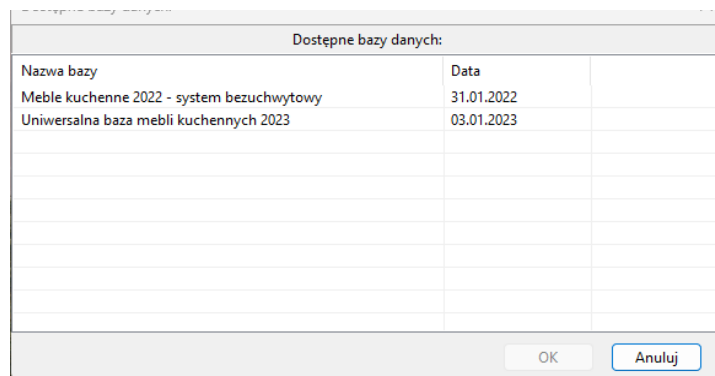 Dostępne bazy danych:
Nazwa bazy Data
Meble kuchenne 2022 - system bezuchwytowy 31.01.2022
Uniwersalna baza mebli kuchennych 2023 03.01.2023
OK Anuluj